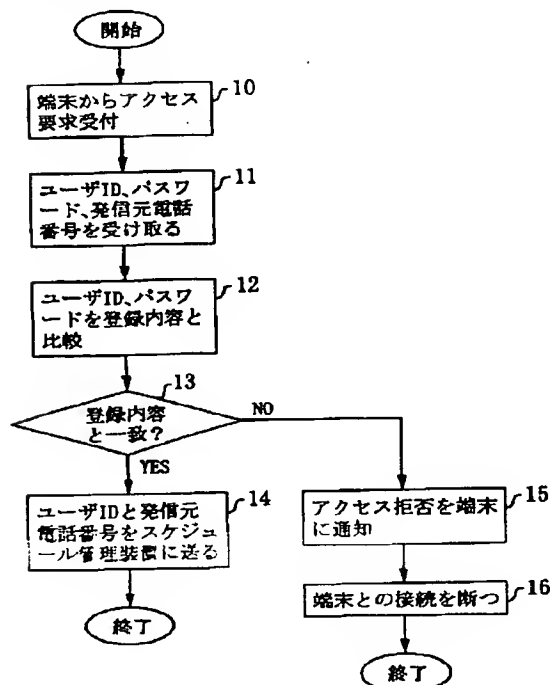 開始
10
端末からアクセス
要求受付
11
ユーザID、パスワ
ード、発信元電話
番号を受け取る
12
ユーザID、パスワ
ードを登録内容と
比較
13
登録内容
と一致?
NO
YES
14
ユーザIDと発信元
電話番号をスケジュ
ール管理装置に送る
終了
15
アクセス拒否を端末
に通知
16
端末との接続を断つ
終了